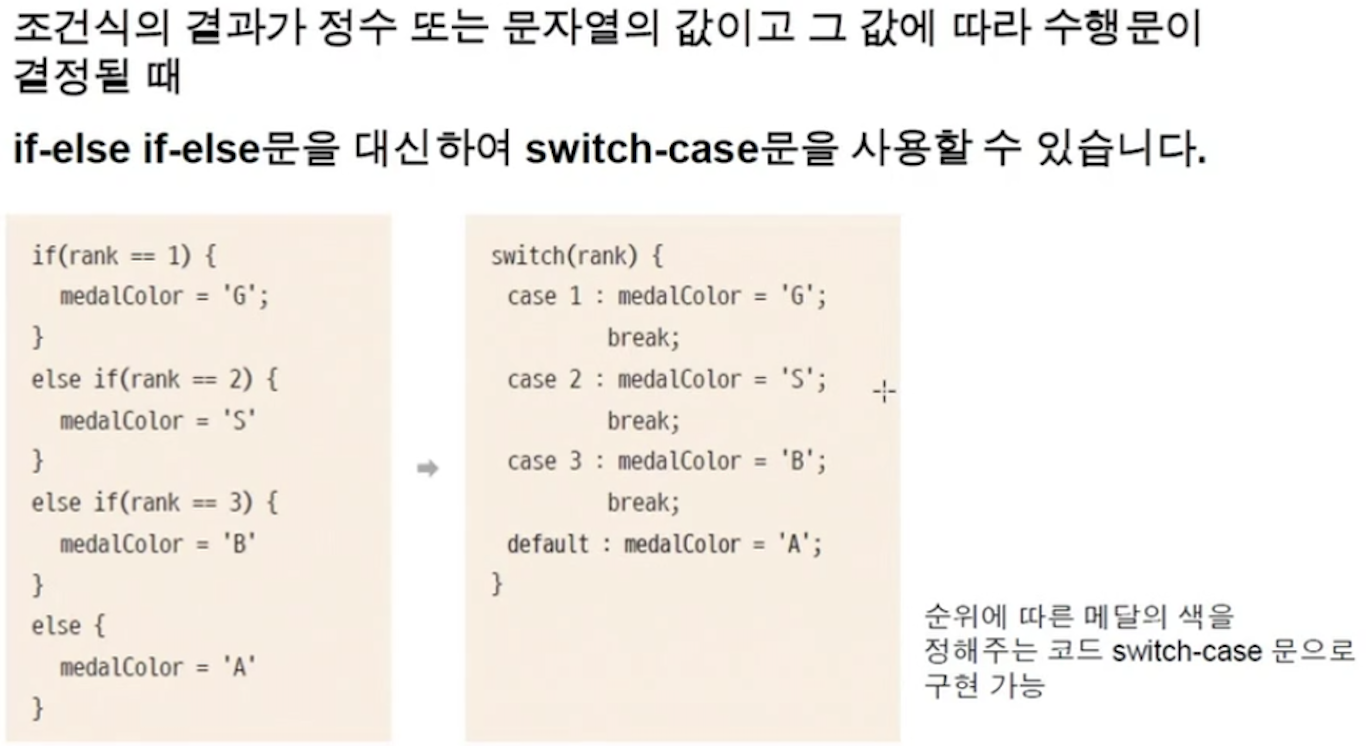 조건식의 결과가 정수 또는 문자열의 값이고 그 값에 따라 수행문이
결정될 때
if-else if-else문을 대신하여 switch-case문을 사용할 수 있습니다.
if(rank == 1) {
medalColor = 'G';
}
else if(rank == 2) {
medalColor = 'S'
}
else if(rank == 3) {
medalColor = 'B'
}
else {
medalColor = 'A'
}
switch(rank) {
case 1 : medalColor = 'G';
break;
case 2 : medalColor = 'S';
break;
case 3 : medalColor = 'B';
break;
default : medalColor = 'A';
}
순위에 따른 메달의 색을
정해주는 코드 switch-case 문으로
구현 가능